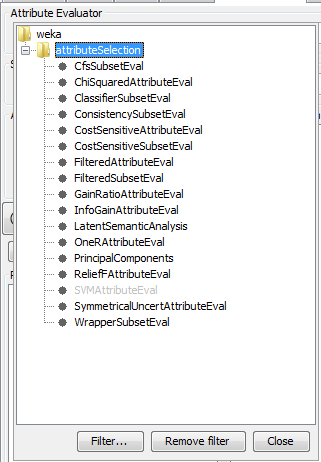 Attribute Evaluator
weka
attributeSelection
CfsSubsetEval
ChiSquaredAttributeEval
ClassifierSubsetEval
ConsistencySubsetEval
CostSensitiveAttributeEval
CostSensitiveSubsetEval
FilteredAttributeEval
FilteredSubsetEval
GainRatioAttributeEval
InfoGainAttributeEval
LatentSemanticAnalysis
OneRAttributeEval
PrincipalComponents
ReliefFAttributeEval
SVMAttributeEval
SymmetricalUncertAttributeEval
WrapperSubsetEval
Filter... Remove filter Close